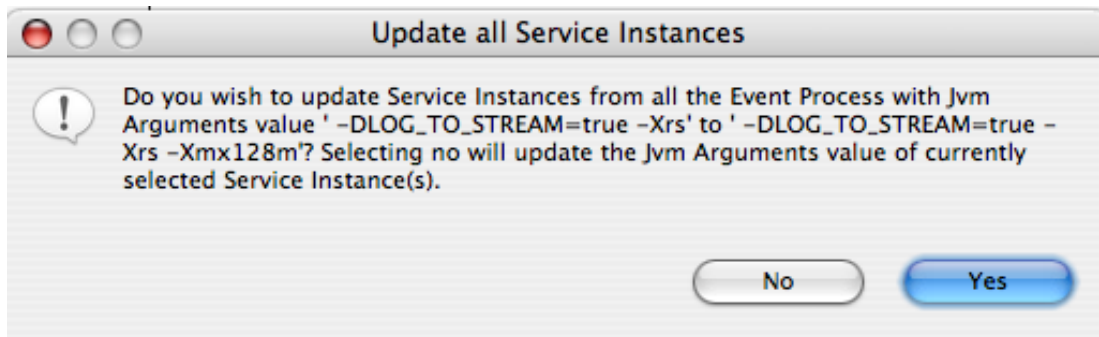 Update all Service Instances
Do you wish to update Service Instances from all the Event Process with Jvm
Arguments value ' -DLOG_TO_STREAM=true -Xrs' to ' -DLOG_TO_STREAM=true -
Xrs -Xmx128m'? Selecting no will update the Jvm Arguments value of currently
selected Service Instance(s).
No
Yes